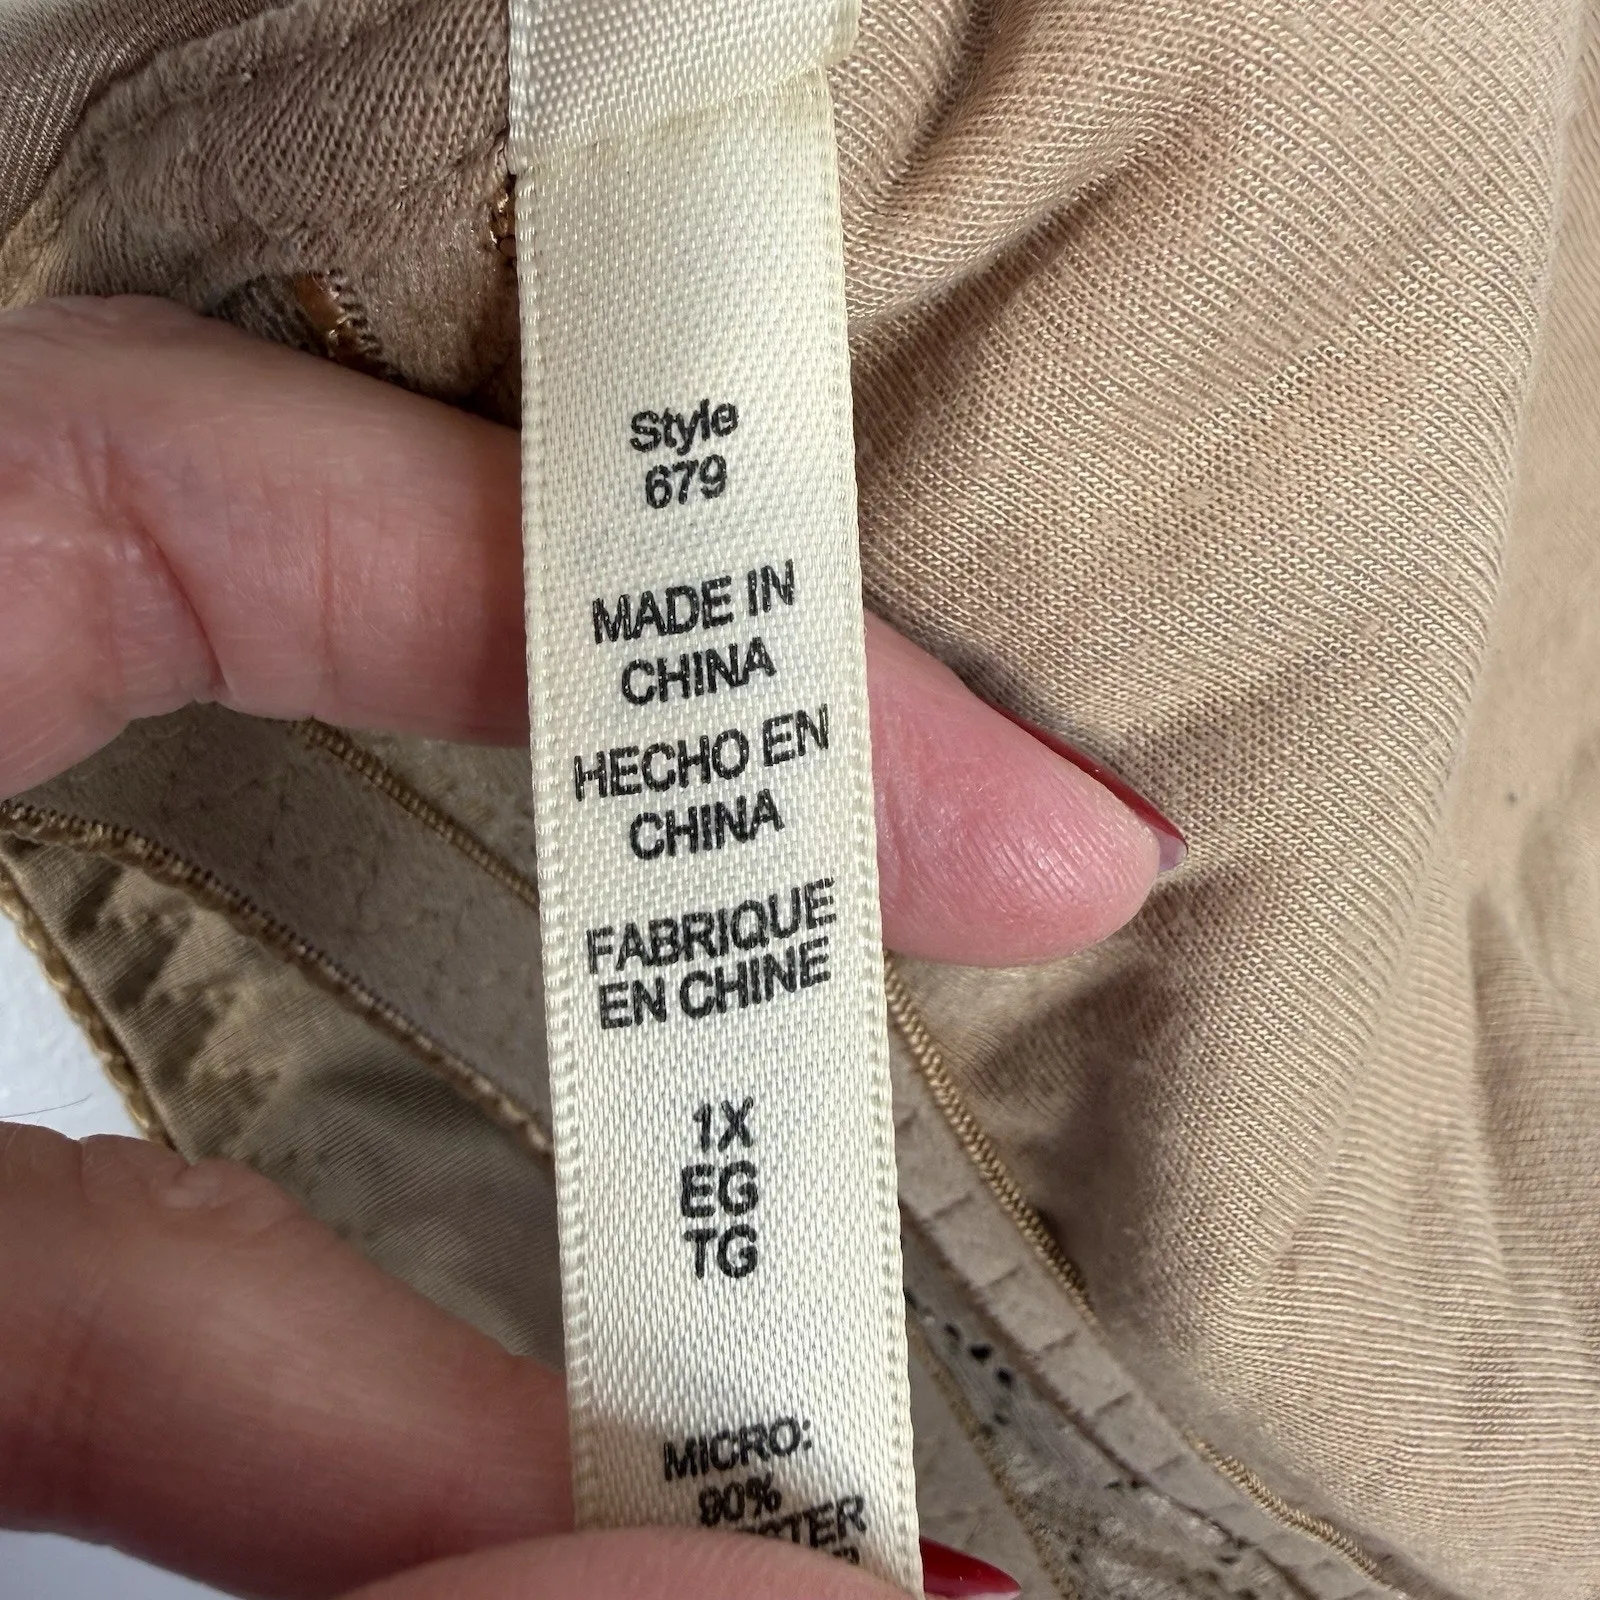 Style
679
MADE IN
CHINA
HECHO EN
CHINA
FABRIQUE
EN CHINE
1X
EG
TG
MICRO:
90%